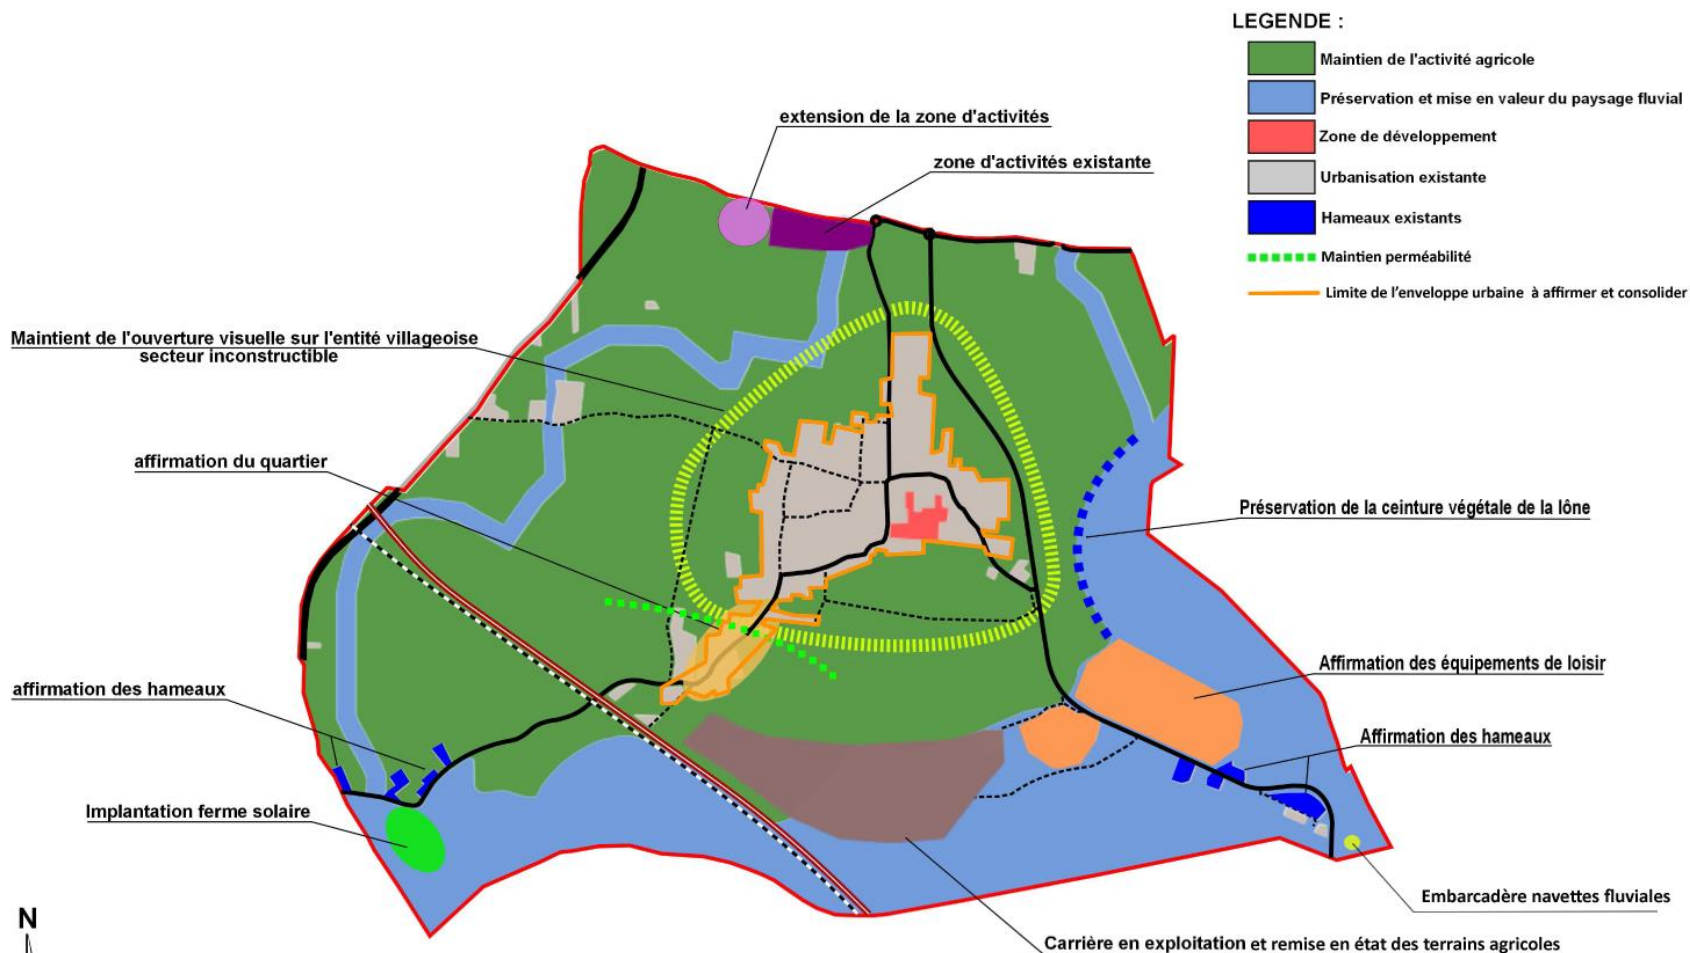 LEGENDE :
Maintien de l'activité agricole
Préservation et mise en valeur du paysage fluvial
Zone de développement
Urbanisation existante
Hameaux existants
Maintien perméabilité
Limite de l'enveloppe urbaine à affirmer et consolider
extension de la zone d'activités
zone d'activités existante
Maintient de l'ouverture visuelle sur l'entité villageoise
secteur inconstructible
affirmation du quartier
Préservation de la ceinture végétale de la lône
Affirmation des équipements de loisir
affirmation des hameaux
Affirmation des hameaux
Implantation ferme solaire
Embarcadère navettes fluviales
N
Carrière en exploitation et remise en état des terrains agricoles